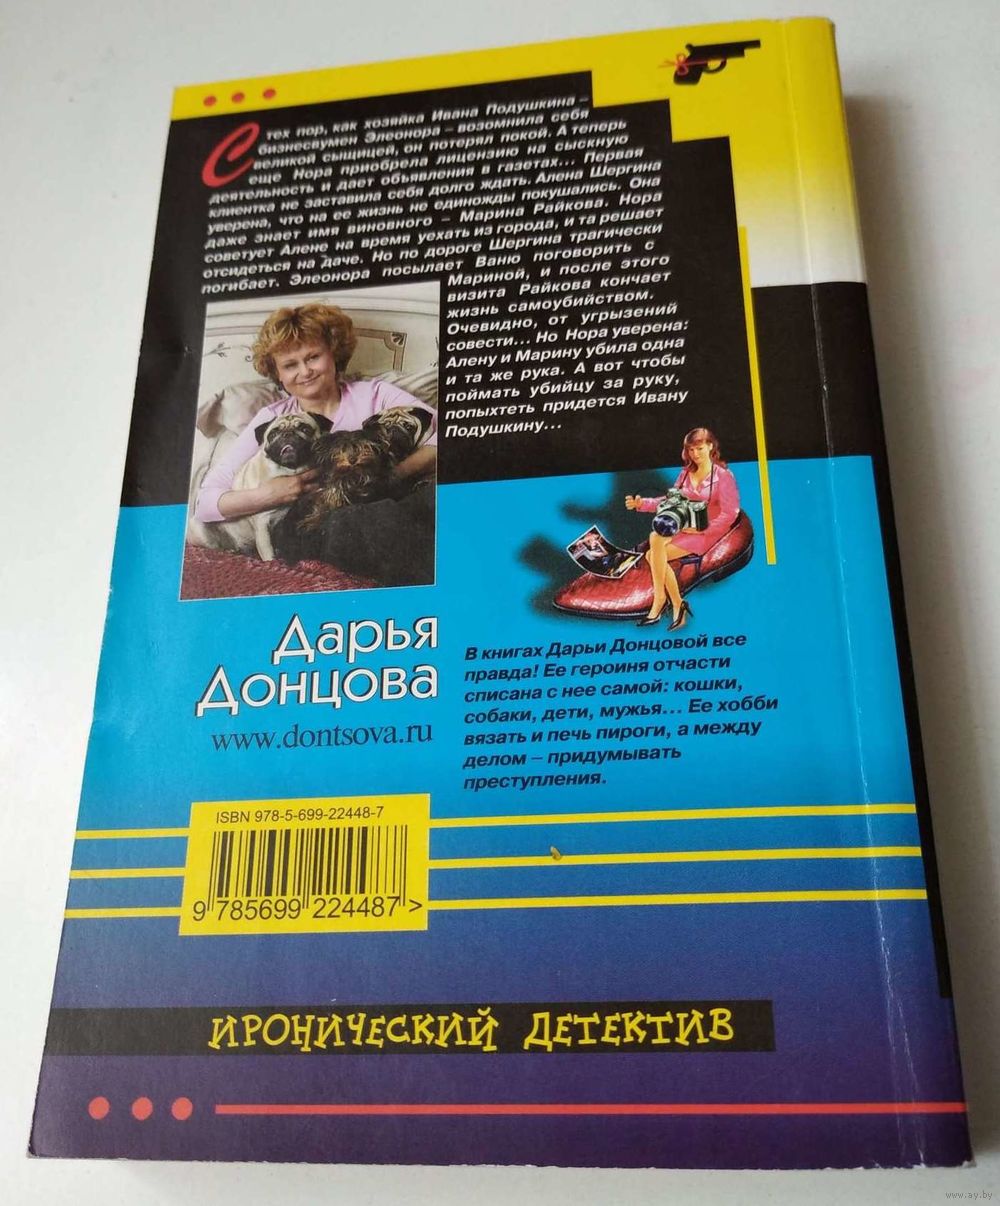 С тех пор, как хозяйка Ивана Подушкина –
бизнесвумен Элеонора – возомнила себя
великой сыщицей, он потерял покой. А теперь
еще Нора приобрела лицензию на сыскную
деятельность и дает объявления в газетах... Первая
клиентка не заставила себя долго ждать. Алена Шергина
уверена, что на ее жизнь не единожды покушались. Она
даже знает имя виновного – Марина Райкова. Нора
советует Алене на время уехать из города, и та решает
отсидеться на даче. Но по дороге Шергина трагически
погибает. Элеонора посылает Ваню поговорить с
Мариной, и после этого
визита Райкова кончает
жизнь самоубийством.
Очевидно, от угрызений
совести... Но Нора уверена:
Алену и Марину убила одна
и та же рука. А вот чтобы
поймать убийцу за руку,
попыхтеть придется Ивану
Подушкину...
Дарья
Донцова
www.dontsova.ru
В книгах Дарьи Донцовой все
правда! Ее героиня отчасти
списана с нее самой: кошки,
собаки, дети, мужья... Ее хобби
вязать и печь пироги, а между
делом – придумывать
преступления.
ISBN 978-5-699-22448-7
9 785699 224487 >
ИРОНИЧЕСКИЙ ДЕТЕКТИВ
www.ay.by